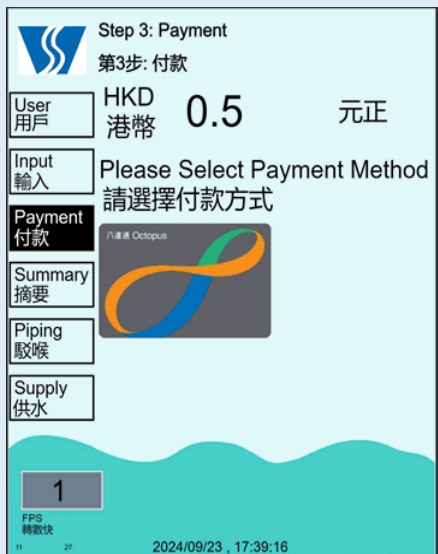 Step 3: Payment
第3步: 付款
User
用戶
Input
輸入
Payment
付款
Summary
摘要
Piping
駁喉
Supply
供水
HKD
港幣
0.5
元正
Please Select Payment Method
請選擇付款方式
八達通 Octopus
1
FPS
轉數快
11 27
2024/09/23 , 17:39:16